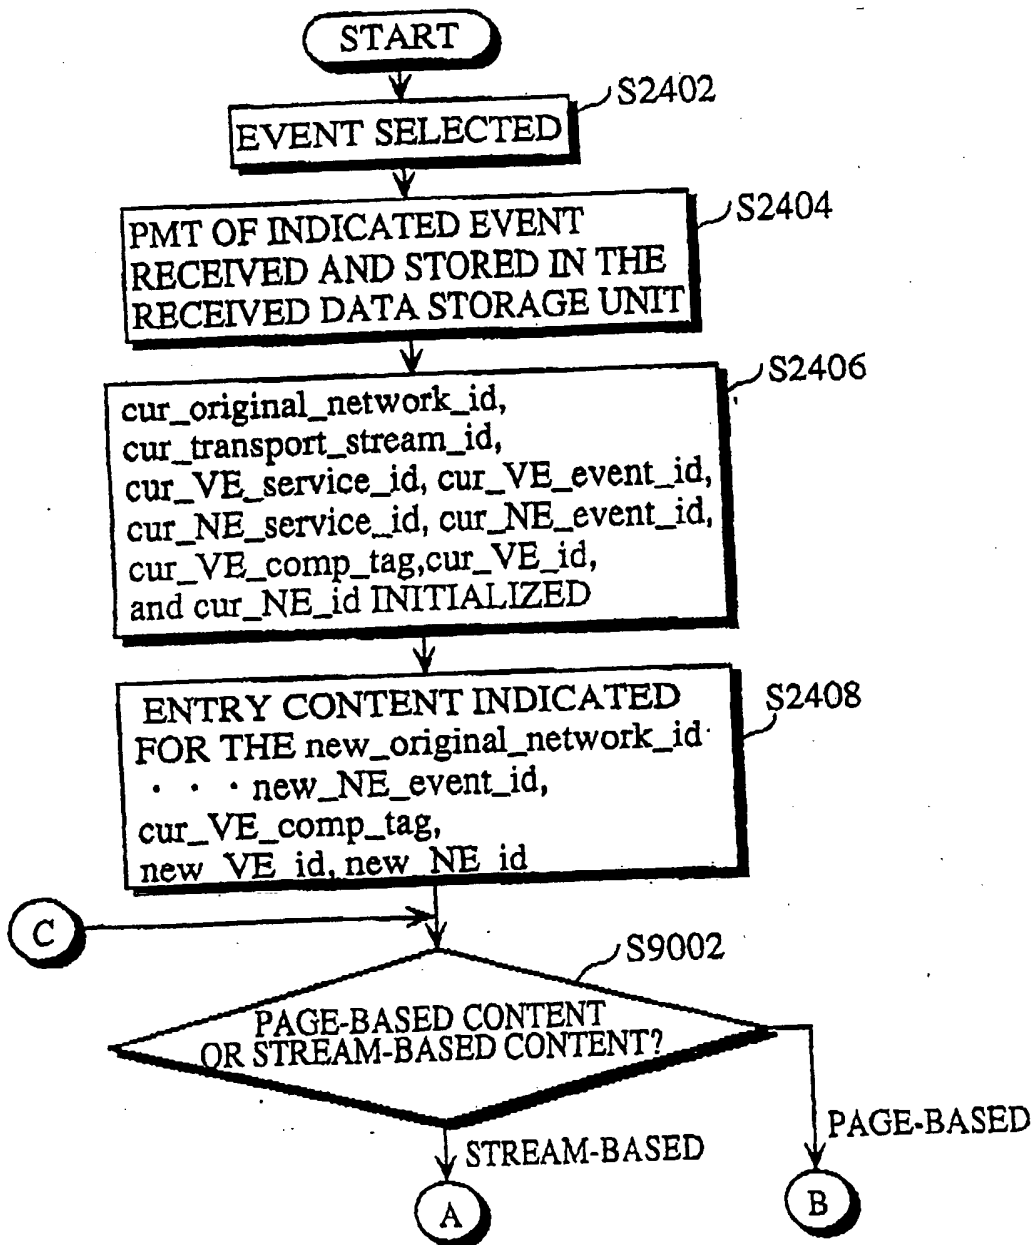 START
S2402
EVENT SELECTED
S2404
PMT OF INDICATED EVENT
RECEIVED AND STORED IN THE
RECEIVED DATA STORAGE UNIT
S2406
cur_original_network_id,
cur_transport_stream_id,
cur_VE_service_id, cur_VE_event_id,
cur_NE_service_id, cur_NE_event_id,
cur_VE_comp_tag,cur_VE_id,
and cur_NE_id INITIALIZED
S2408
ENTRY CONTENT INDICATED
FOR THE new_original_network_id
· · · new_NE_event_id,
cur_VE_comp_tag,
new_VE_id, new_NE_id
C
S9002
PAGE-BASED CONTENT
OR STREAM-BASED CONTENT?
PAGE-BASED
STREAM-BASED
A
B